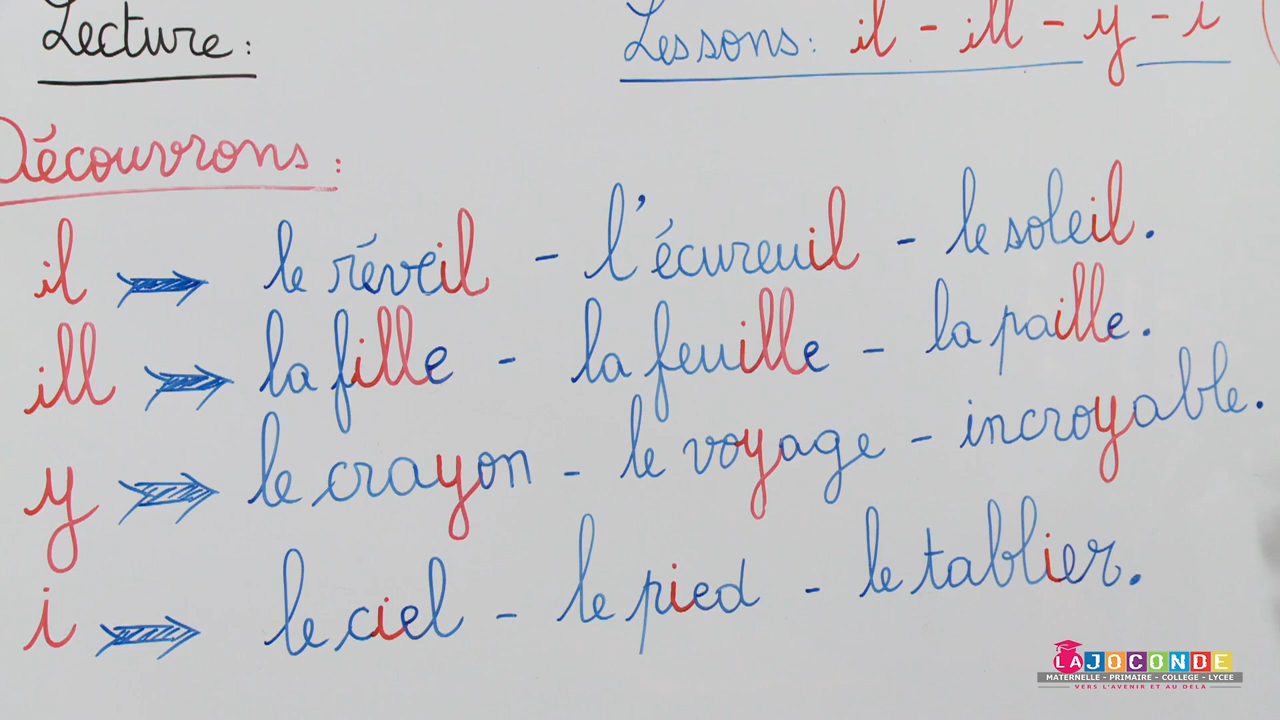 Lecture:
Lessons: il - ill - y - i
Découvrons:
il le réveil - l'écureuil - le soleil.
ill la fille - la feuille - la paille.
y le crayon - le voyage - incroyable.
i le ciel - le pied - le tablier.
LAJOCONDE
MATERNELLE - PRIMAIRE - COLLEGE - LYCEE
VERS L'AVENIR ET AU DELÀ